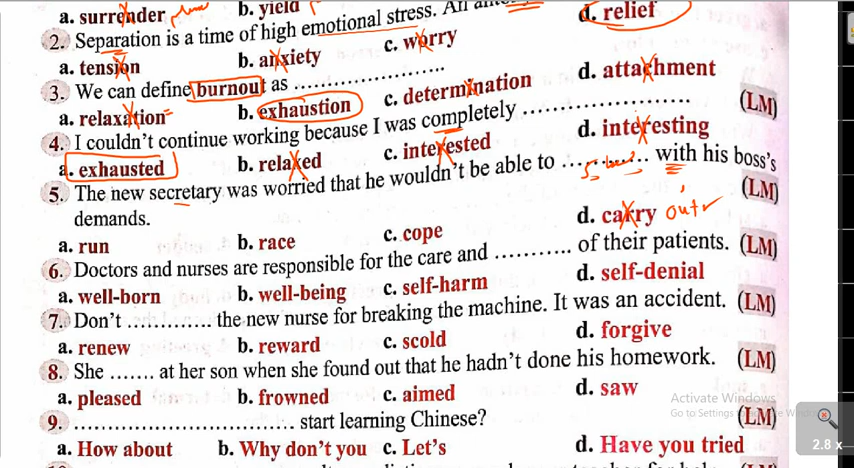 a. surrender b. yield d. relief
2. Separation is a time of high emotional stress. An
a. tension b. anxiety c. worry d. attachment
3. We can define burnout as ....................
a. relaxation b. exhaustion c. determination d. interesting (LM)
4. I couldn't continue working because I was completely ....................
a. exhausted b. relaxed c. interested
5. The new secretary was worried that he wouldn't be able to ............ with his boss's
demands. (LM)
a. run b. race c. cope d. carry out
6. Doctors and nurses are responsible for the care and ............ of their patients. (LM)
a. well-born b. well-being c. self-harm d. self-denial
7. Don't ............ the new nurse for breaking the machine. It was an accident. (LM)
a. renew b. reward c. scold d. forgive
8. She ....... at her son when she found out that he hadn't done his homework. (LM)
a. pleased b. frowned c. aimed d. saw
9. ............................ start learning Chinese? (LM)
a. How about b. Why don't you c. Let's d. Have you tried
Activate Windows
Go to Settings to activate Windows
2.8 x